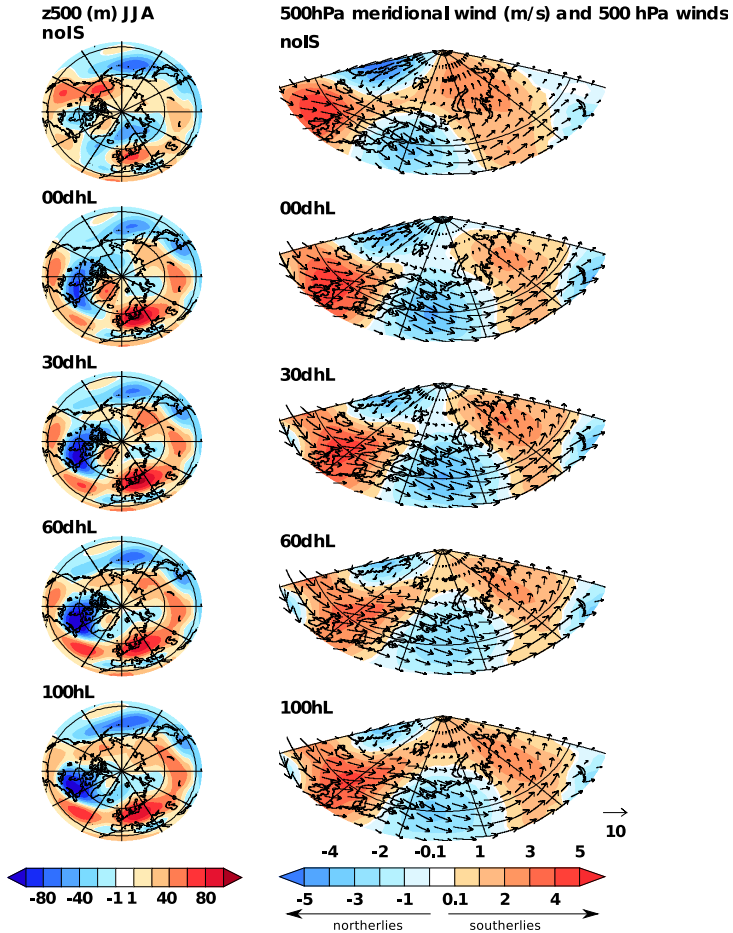 z500 (m) JJA
noIS
500hPa meridional wind (m/s) and 500 hPa winds
noIS
00dhL
00dhL
30dhL
30dhL
60dhL
60dhL
100hL
100hL
10
-80 -40 -1 1 40 80
-4 -2 -0.1 1 3 5
-5 -3 -1 0.1 2 4
northerlies southerlies